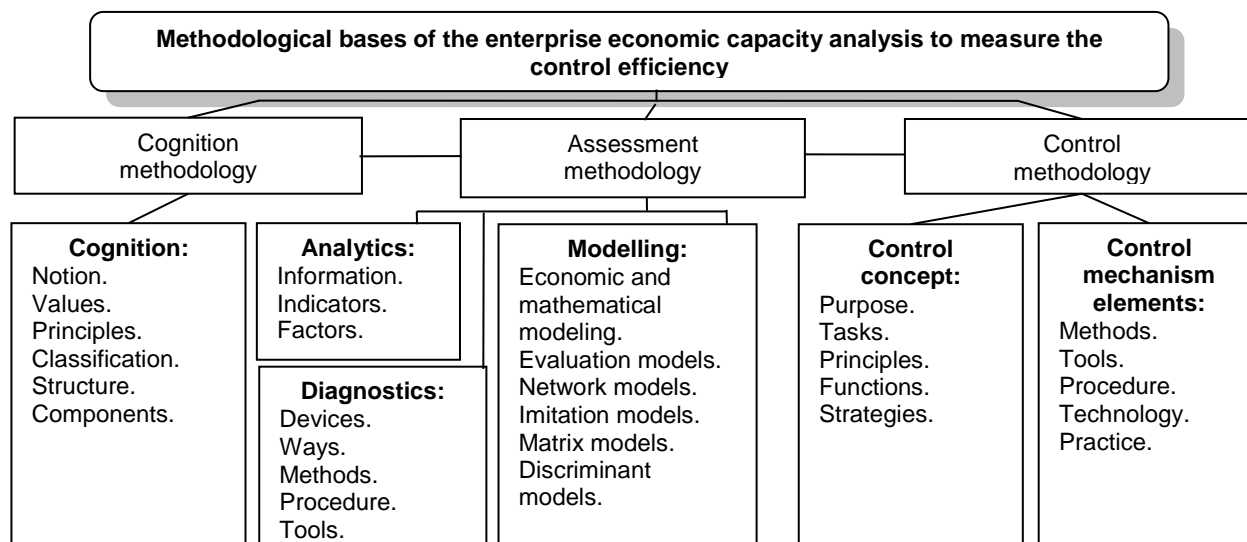 Methodological bases of the enterprise economic capacity analysis to measure the
control efficiency
Cognition
methodology
Assessment
methodology
Control
methodology
Cognition:
Notion.
Values.
Principles.
Classification.
Structure.
Components.
Analytics:
Information.
Indicators.
Factors.
Diagnostics:
Devices.
Ways.
Methods.
Procedure.
Tools.
Modelling:
Economic and
mathematical
modeling.
Evaluation models.
Network models.
Imitation models.
Matrix models.
Discriminant
models.
Control
concept:
Purpose.
Tasks.
Principles.
Functions.
Strategies.
Control
mechanism
elements:
Methods.
Tools.
Procedure.
Technology.
Practice.